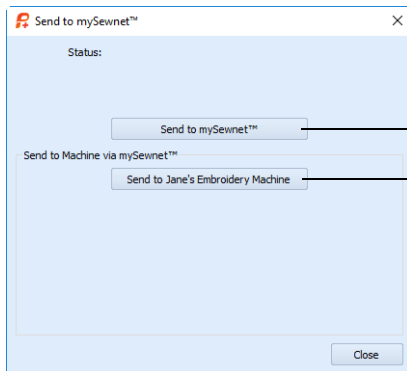 Send to mySewnet™
Status:
Send to mySewnet™
Send to Machine via mySewnet™
Send to Jane's Embroidery Machine
Close